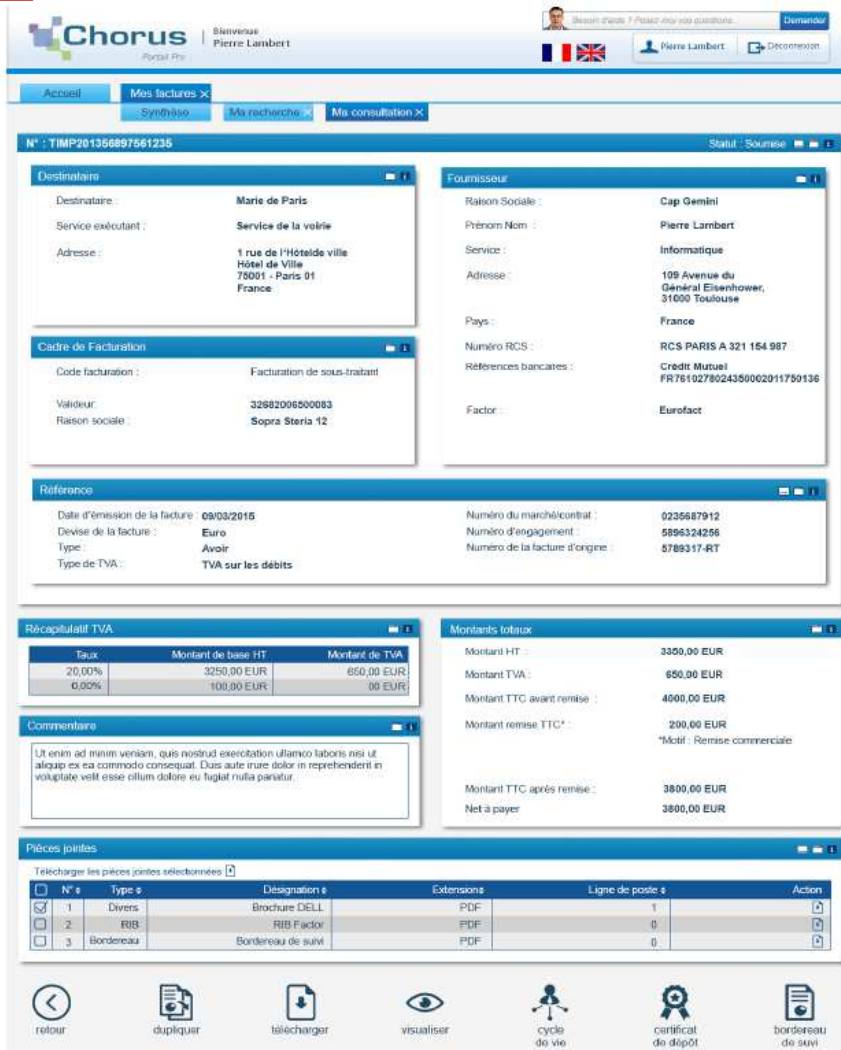 Chorus
Portail Pro
Bienvenue
Pierre Lambert
Besoin d'aide ? Posez-moi vos questions...
Demander
Pierre Lambert
Déconnexion
Accueil
Mes factures X
Synthèse
Ma recherche X
Ma consultation X
N° : TIMP201356897561235
Statut : Soumise
Destinataire
Destinataire : Marie de Paris
Service exécutant : Service de la voirie
Adresse : 1 rue de l'Hôtelde ville
Hôtel de Ville
75001 - Paris 01
France
Fournisseur
Raison Sociale : Cap Gemini
Prénom Nom : Pierre Lambert
Service : Informatique
Adresse : 109 Avenue du
Général Eisenhower,
31000 Toulouse
Pays : France
Numéro RCS : RCS PARIS A 321 154 987
Références bancaires : Crédit Mutuel
FR7610278024350002011750136
Factor : Eurofact
Cadre de Facturation
Code facturation : Facturation de sous-traitant
Valideur: 32682006500083
Raison sociale : Sopra Steria 12
Référence
Date d'émission de la facture : 09/03/2015
Devise de la facture : Euro
Type : Avoir
Type de TVA : TVA sur les débits
Numéro du marché/contrat : 0235687912
Numéro d'engagement : 5896324256
Numéro de la facture d'origine : 5789317-RT
Récapitulatif TVA
Taux Montant de base HT Montant de TVA
20,00% 3250,00 EUR 650,00 EUR
0,00% 100,00 EUR 00 EUR
Commentaire
Ut enim ad minim veniam, quis nostrud exercitation ullamco laboris nisi ut
aliquip ex ea commodo consequat. Duis aute irure dolor in reprehenderit in
voluptate velit esse cillum dolore eu fugiat nulla pariatur.
Montants totaux
Montant HT : 3350,00 EUR
Montant TVA : 650,00 EUR
Montant TTC avant remise : 4000,00 EUR
Montant remise TTC* : 200,00 EUR
*Motif : Remise commerciale
Montant TTC après remise : 3800,00 EUR
Net à payer 3800,00 EUR
Pièces jointes
Télécharger les pièces jointes sélectionnées
N° Type Désignation Extension Ligne de poste Action
1 Divers Brochure DELL PDF 1
2 RIB RIB Factor PDF 0
3 Bordereau Bordereau de suivi PDF 0
retour
dupliquer
télécharger
visualiser
cycle
de vie
certificat
de dépôt
bordereau
de suvi